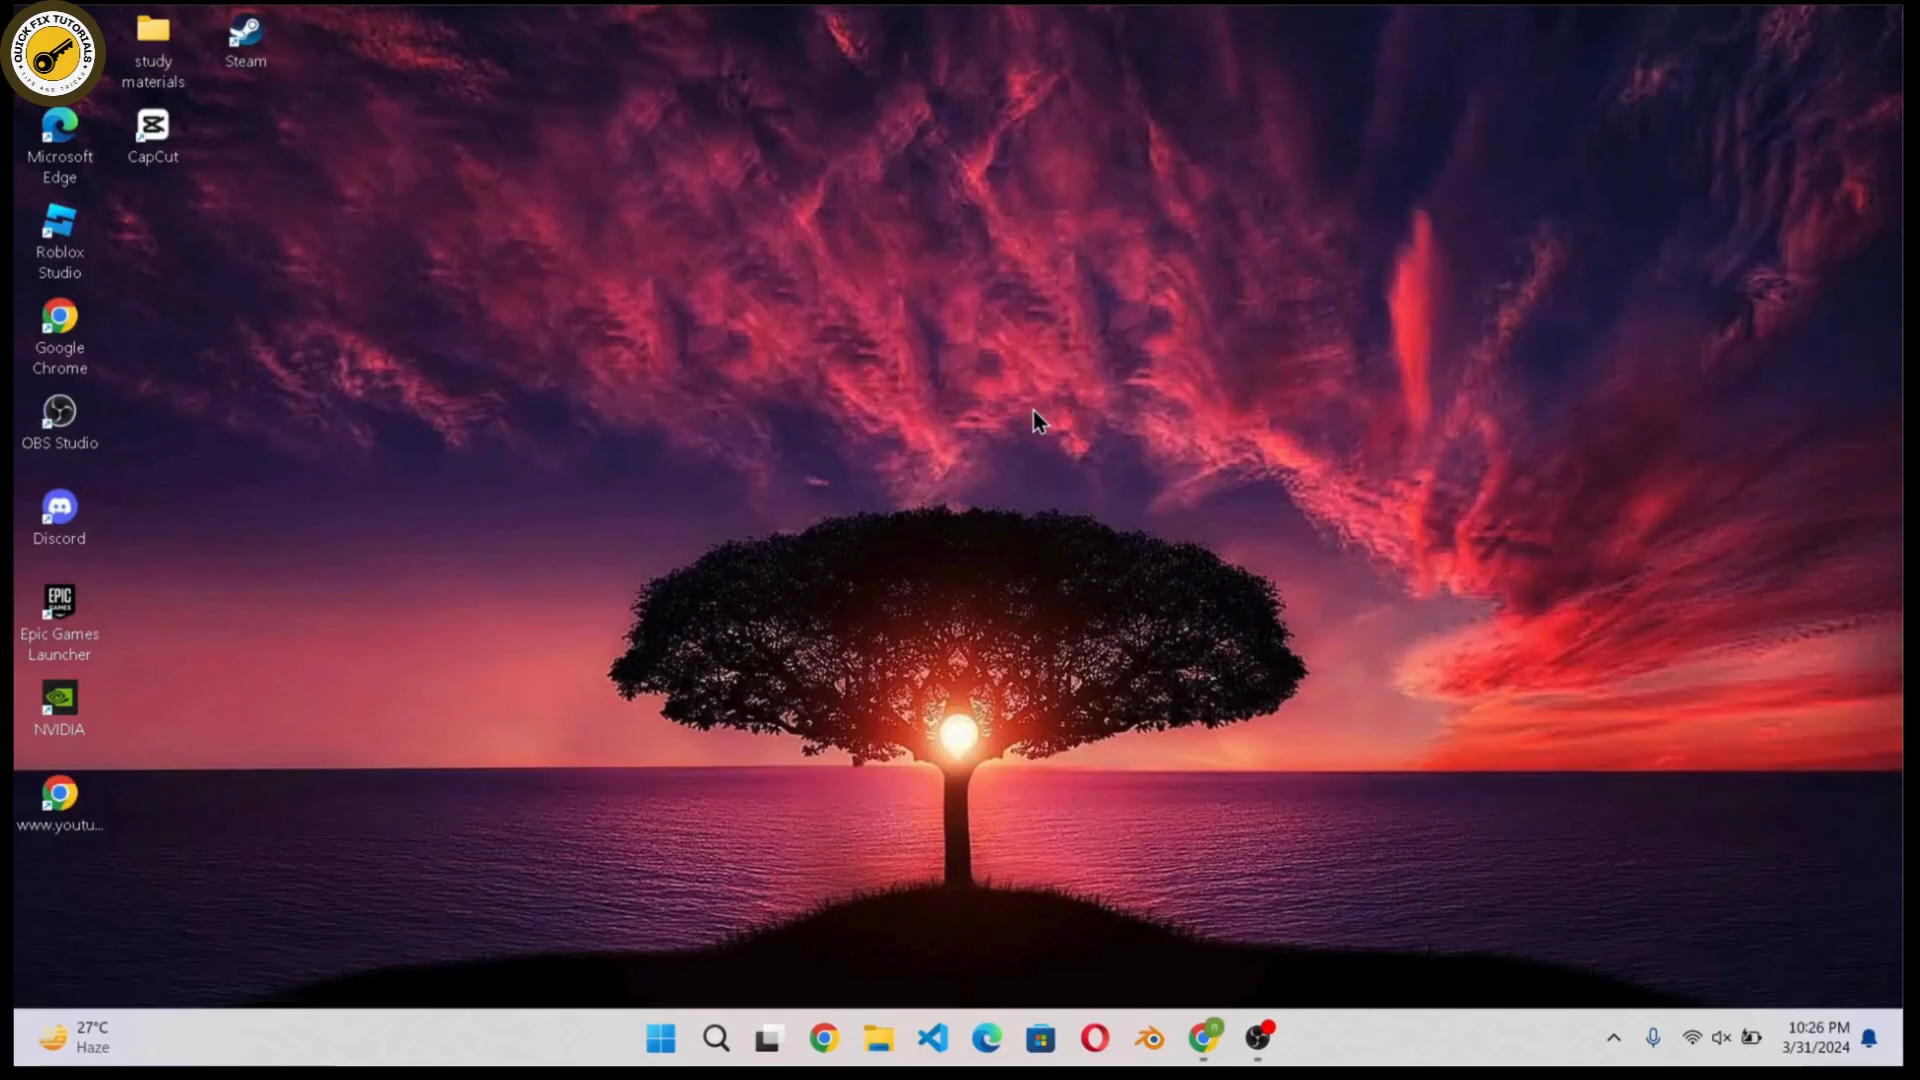 QUICK FIX TUTORIALS
TIPS AND TRICKS
study
materials
Steam
Microsoft
Edge
CapCut
Roblox
Studio
Google
Chrome
OBS Studio
Discord
EPIC
GAMES
Epic Games
Launcher
NVIDIA
www.youtu...
27°C
Haze
n
10:26 PM
3/31/2024